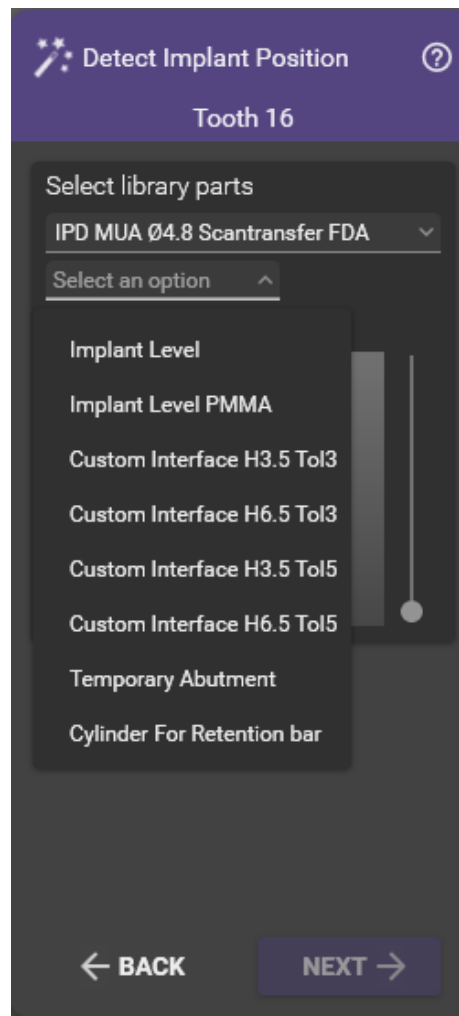 Detect Implant Position
Tooth 16
Select library parts
IPD MUA Ø4.8 Scantransfer FDA
Select an option
Implant Level
Implant Level PMMA
Custom Interface H3.5 Tol3
Custom Interface H6.5 Tol3
Custom Interface H3.5 Tol5
Custom Interface H6.5 Tol5
Temporary Abutment
Cylinder For Retention bar
BACK
NEXT